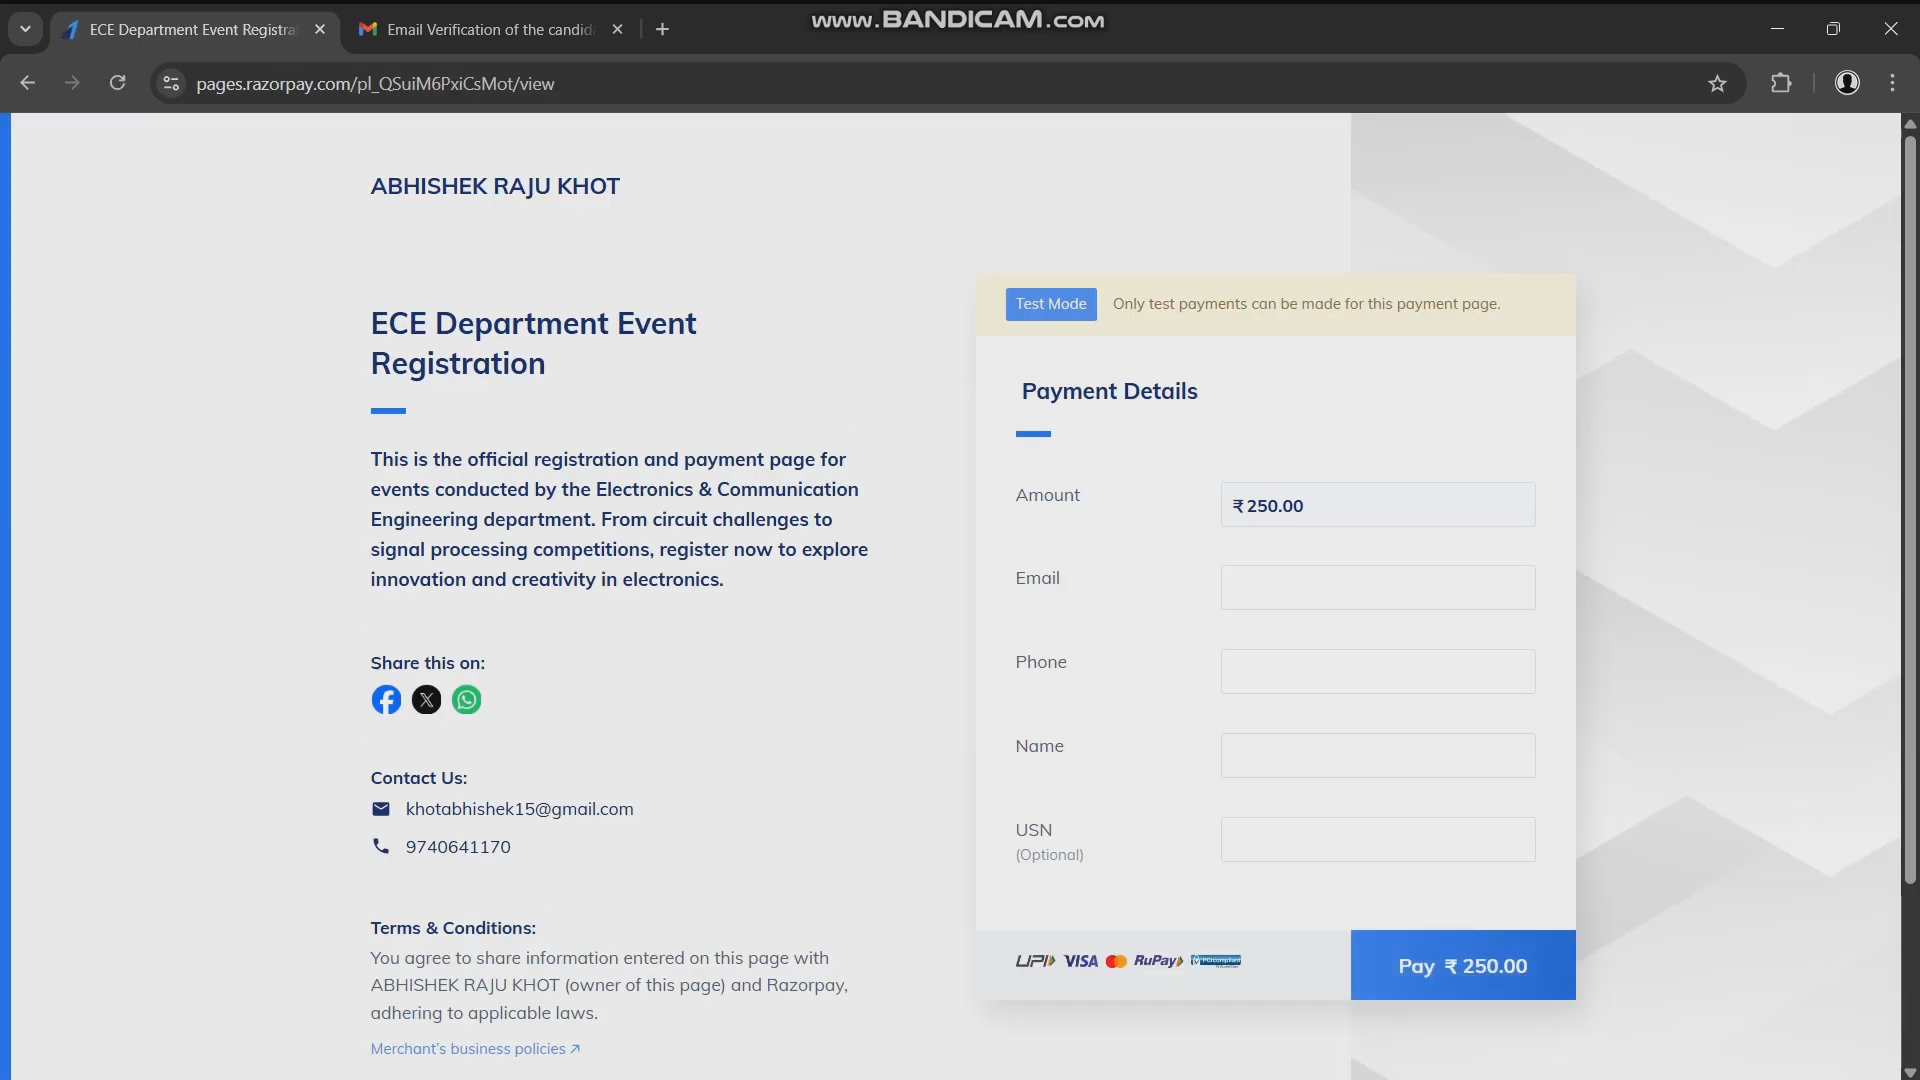 www.BANDICAM.com
ECE Department Event Registra
Email Verification of the candid
pages.razorpay.com/pl_QSuiM6PxiCsMot/view
ABHISHEK RAJU KHOT
ECE Department Event
Registration
This is the official registration and payment page for
events conducted by the Electronics & Communication
Engineering department. From circuit challenges to
signal processing competitions, register now to explore
innovation and creativity in electronics.
Share this on:
Contact Us:
khotabhishek15@gmail.com
9740641170
Terms & Conditions:
You agree to share information entered on this page with
ABHISHEK RAJU KHOT (owner of this page) and Razorpay,
adhering to applicable laws.
Merchant's business policies
Test Mode Only test payments can be made for this payment page.
Payment Details
Amount ₹ 250.00
Email
Phone
Name
USN
(Optional)
UPI VISA RuPay PCI compliant
Pay ₹ 250.00